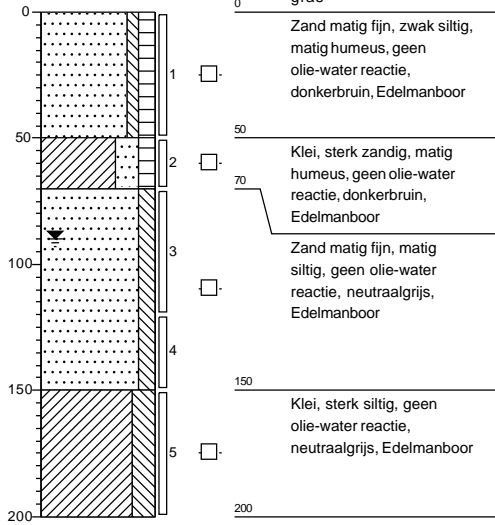 0
50
100
150
200
1
2
3
4
5
0
Zand matig fijn, zwak siltig,
matig humeus, geen
olie-water reactie,
donkerbruin, Edelmanboor
50
Klei, sterk zandig, matig
humeus, geen olie-water
reactie, donkerbruin,
Edelmanboor
70
Zand matig fijn, matig
siltig, geen olie-water
reactie, neutraalgrijs,
Edelmanboor
150
Klei, sterk siltig, geen
olie-water reactie,
neutraalgrijs, Edelmanboor
200